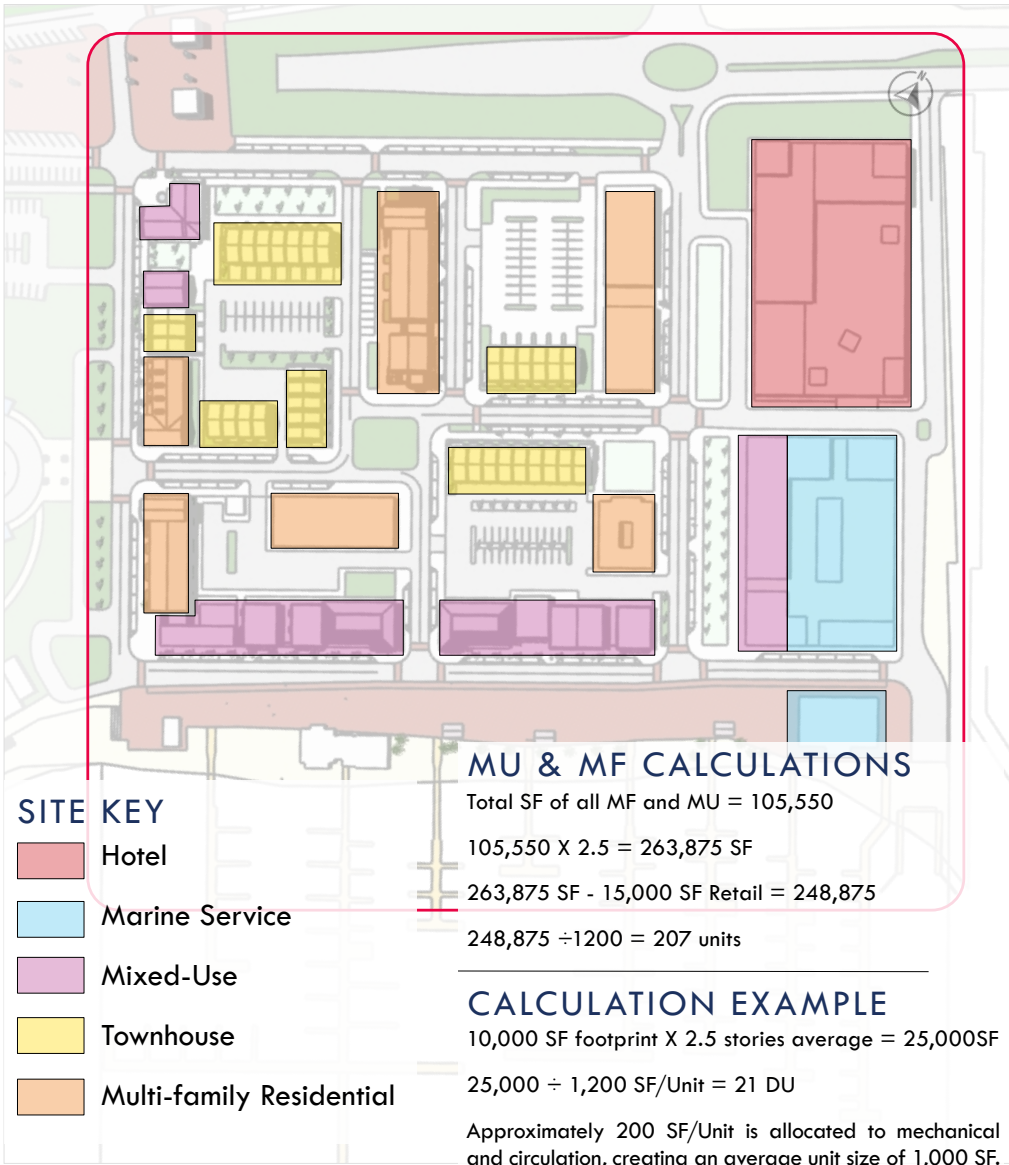 N
MU & MF CALCULATIONS
Total SF of all MF and MU = 105,550
105,550 X 2.5 = 263,875 SF
263,875 SF - 15,000 SF Retail = 248,875
248,875 ÷1200 = 207 units
CALCULATION EXAMPLE
10,000 SF footprint X 2.5 stories average = 25,000SF
25,000 ÷ 1,200 SF/Unit = 21 DU
Approximately 200 SF/Unit is allocated to mechanical
and circulation, creating an average unit size of 1,000 SF.
SITE KEY
Hotel
Marine Service
Mixed-Use
Townhouse
Multi-family Residential